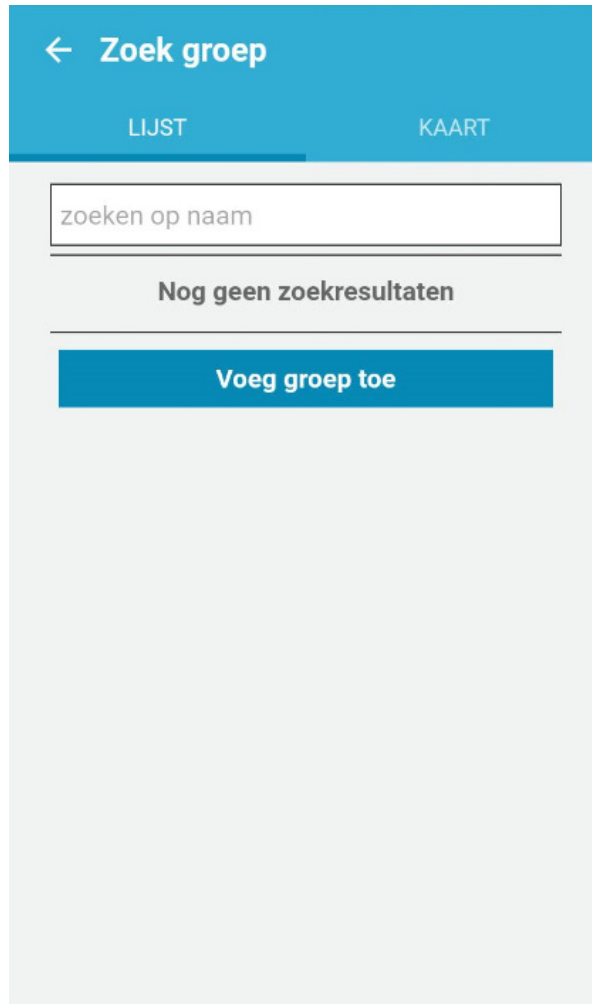 Zoek groep
LIJST KAART
zoeken op naam
Nog geen zoekresultaten
Voeg groep toe